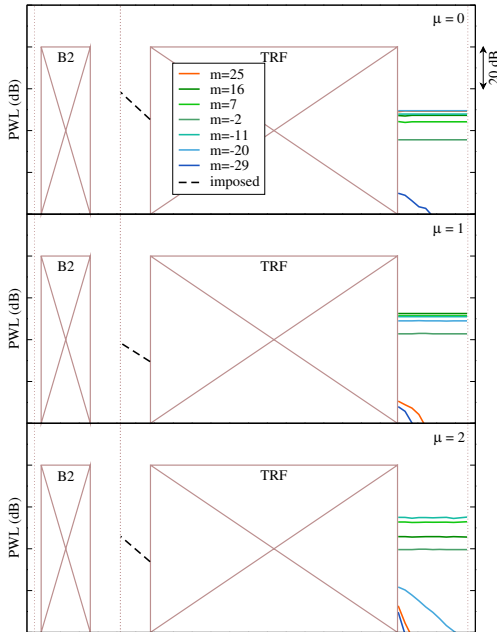 μ = 0
B2
TRF
20 dB
PWL (dB)
m=25
m=16
m=7
m=-2
m=-11
m=-20
m=-29
imposed
μ = 1
B2
TRF
PWL (dB)
μ = 2
B2
TRF
PWL (dB)